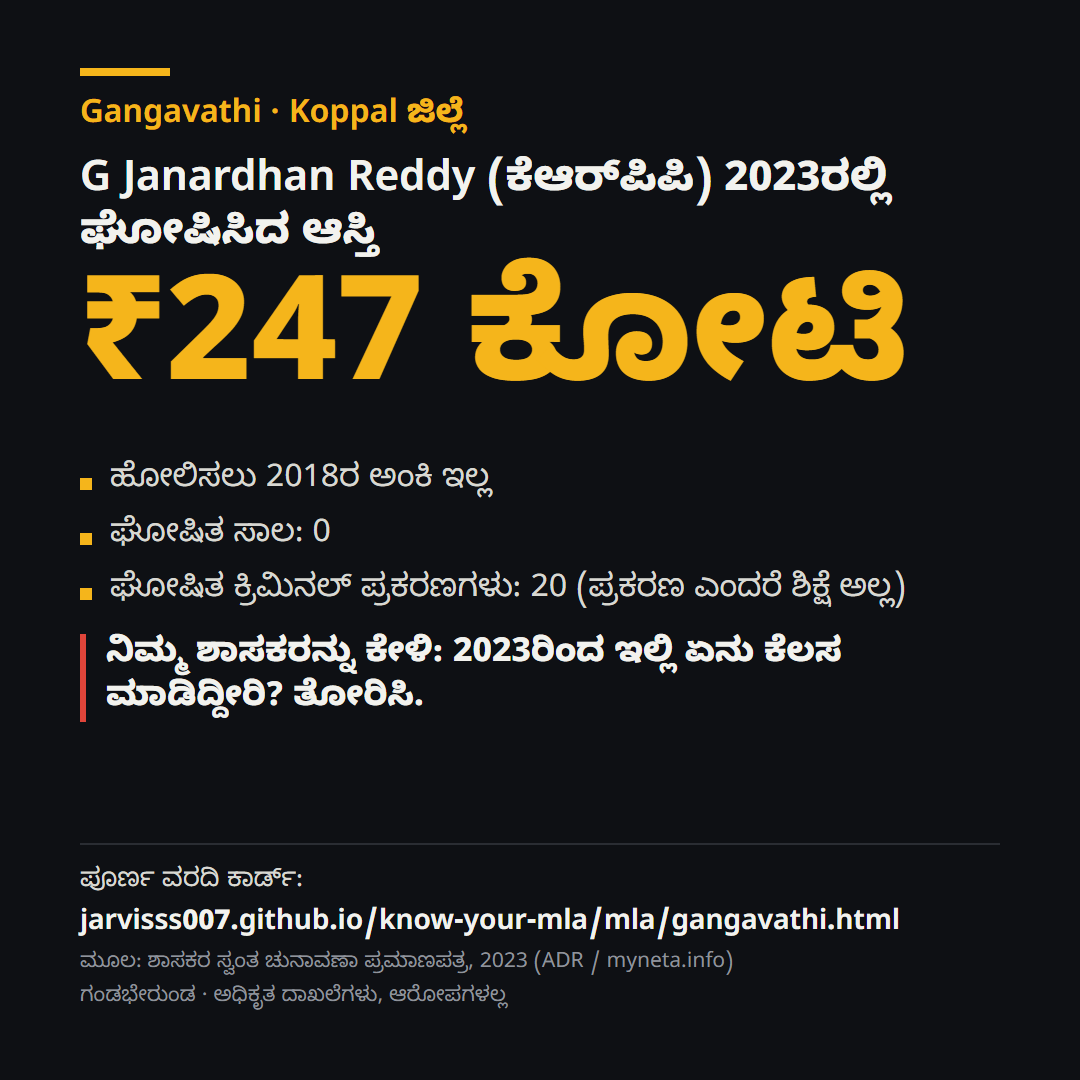 Gangavathi · Koppal ಜಿಲ್ಲೆ
G Janardhan Reddy (ಕೆಆರ್‌ಪಿಪಿ) 2023ರಲ್ಲಿ
ಘೋಷಿಸಿದ ಆಸ್ತಿ
₹247 ಕೋಟಿ
ಹೋಲಿಸಲು 2018ರ ಅಂಕಿ ಇಲ್ಲ
ಘೋಷಿತ ಸಾಲ: 0
ಘೋಷಿತ ಕ್ರಿಮಿನಲ್ ಪ್ರಕರಣಗಳು: 20 (ಪ್ರಕರಣ ಎಂದರೆ ಶಿಕ್ಷೆ ಅಲ್ಲ)
ನಿಮ್ಮ ಶಾಸಕರನ್ನು ಕೇಳಿ: 2023ರಿಂದ ಇಲ್ಲಿ ಏನು ಕೆಲಸ
ಮಾಡಿದ್ದೀರಿ? ತೋರಿಸಿ.
ಪೂರ್ಣ ವರದಿ ಕಾರ್ಡ್:
jarvisss007.github.io/know-your-mla/mla/gangavathi.html
ಮೂಲ: ಶಾಸಕರ ಸ್ವಂತ ಚುನಾವಣಾ ಪ್ರಮಾಣಪತ್ರ, 2023 (ADR / myneta.info)
ಗಂಡಭೇರುಂಡ · ಅಧಿಕೃತ ದಾಖಲೆಗಳು, ಆರೋಪಗಳಲ್ಲ